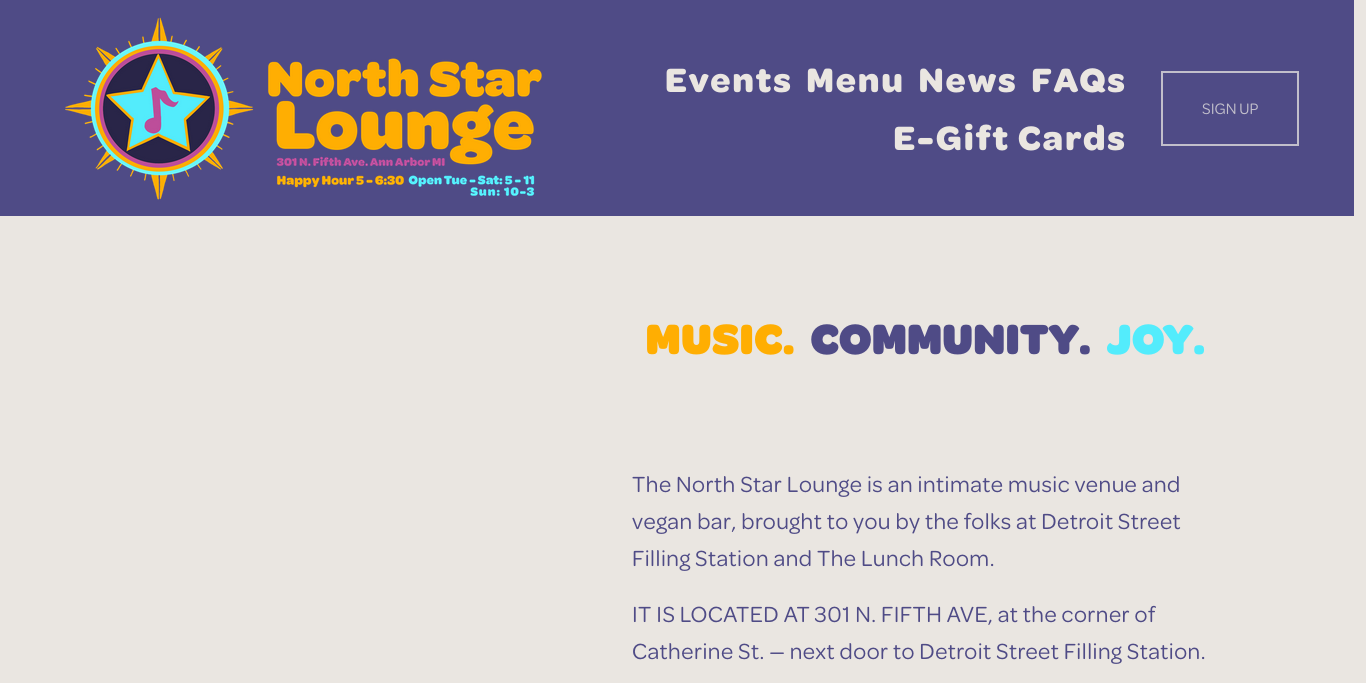 North Star
Lounge
301 N. Fifth Ave. Ann Arbor MI
Happy Hour 5 - 6:30 Open Tue - Sat: 5 - 11
Sun: 10-3
Events Menu News FAQs
E-Gift Cards
SIGN UP
MUSIC. COMMUNITY. JOY.
The North Star Lounge is an intimate music venue and
vegan bar, brought to you by the folks at Detroit Street
Filling Station and The Lunch Room.
IT IS LOCATED AT 301 N. FIFTH AVE, at the corner of
Catherine St. — next door to Detroit Street Filling Station.